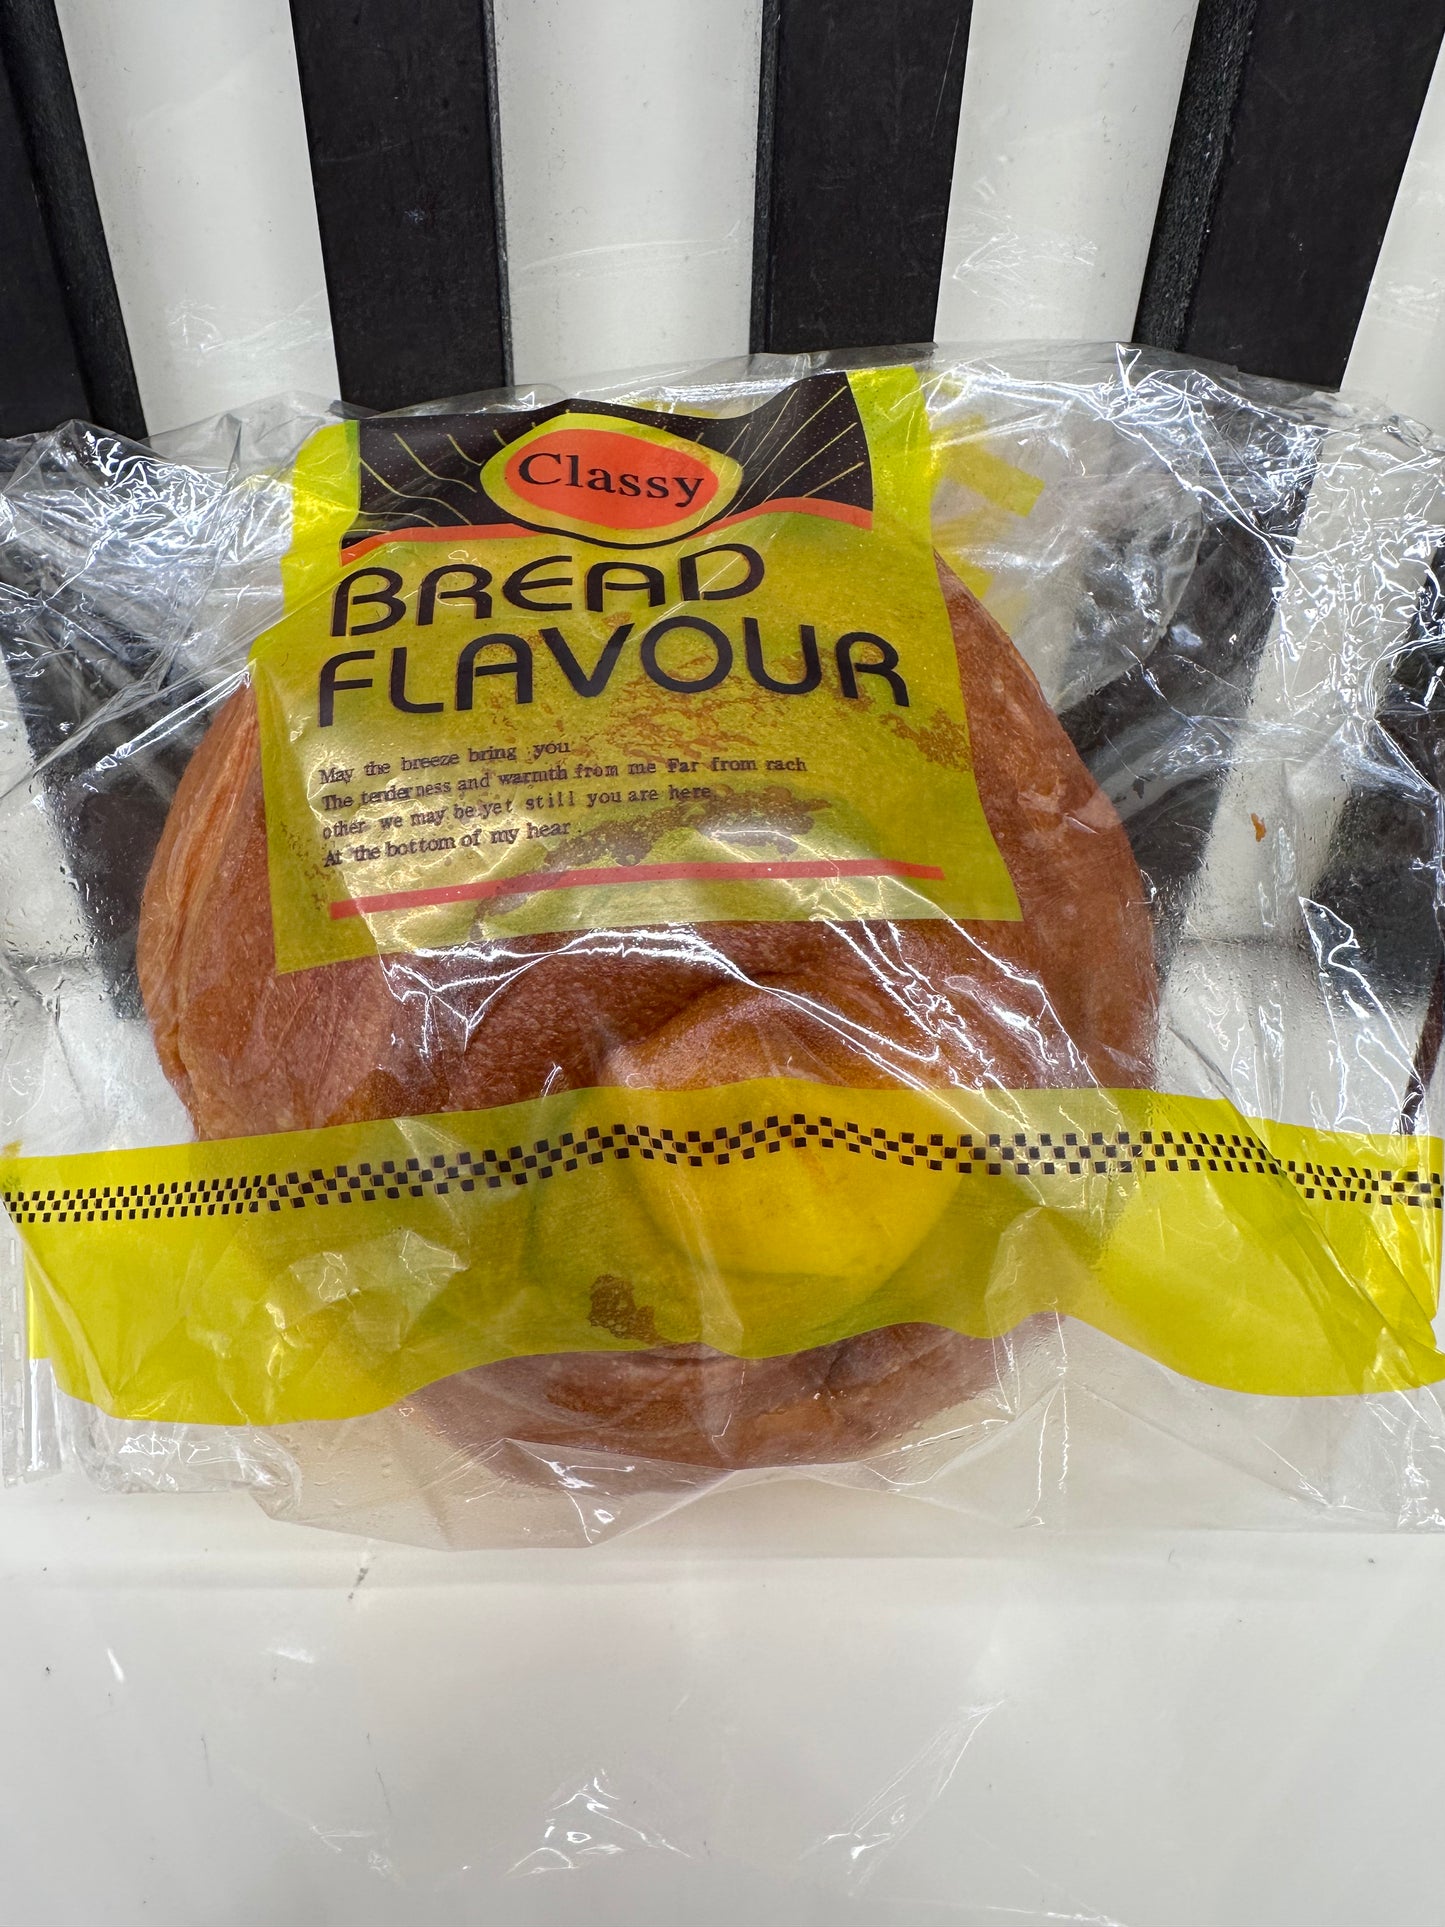 Classy
BREAD
FLAVOUR
May the breeze bring you
The tenderness and warmth from me Far from rach
other we may be.yet still you are here
At the bottom of my hear